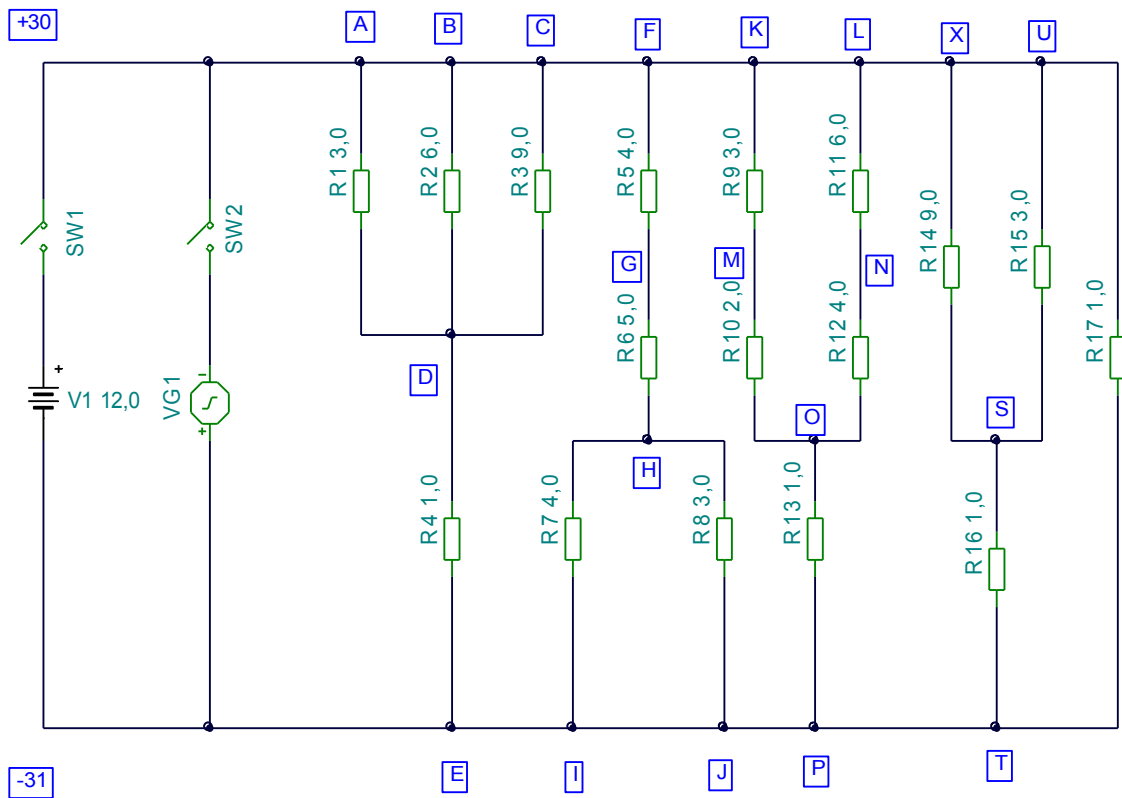 +30
A
B
C
F
K
L
X
U
R1 3,0
R2 6,0
R3 9,0
R5 4,0
R9 3,0
R11 6,0
R14 9,0
R15 3,0
SW1
SW2
G
M
N
R6 5,0
R10 2,0
R12 4,0
R17 1,0
D
+
V1 12,0
-
VG1
+
O
S
H
R4 1,0
R7 4,0
R8 3,0
R13 1,0
R16 1,0
-31
E
I
J
P
T